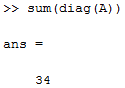 >> sum(diag(A))
ans =
34